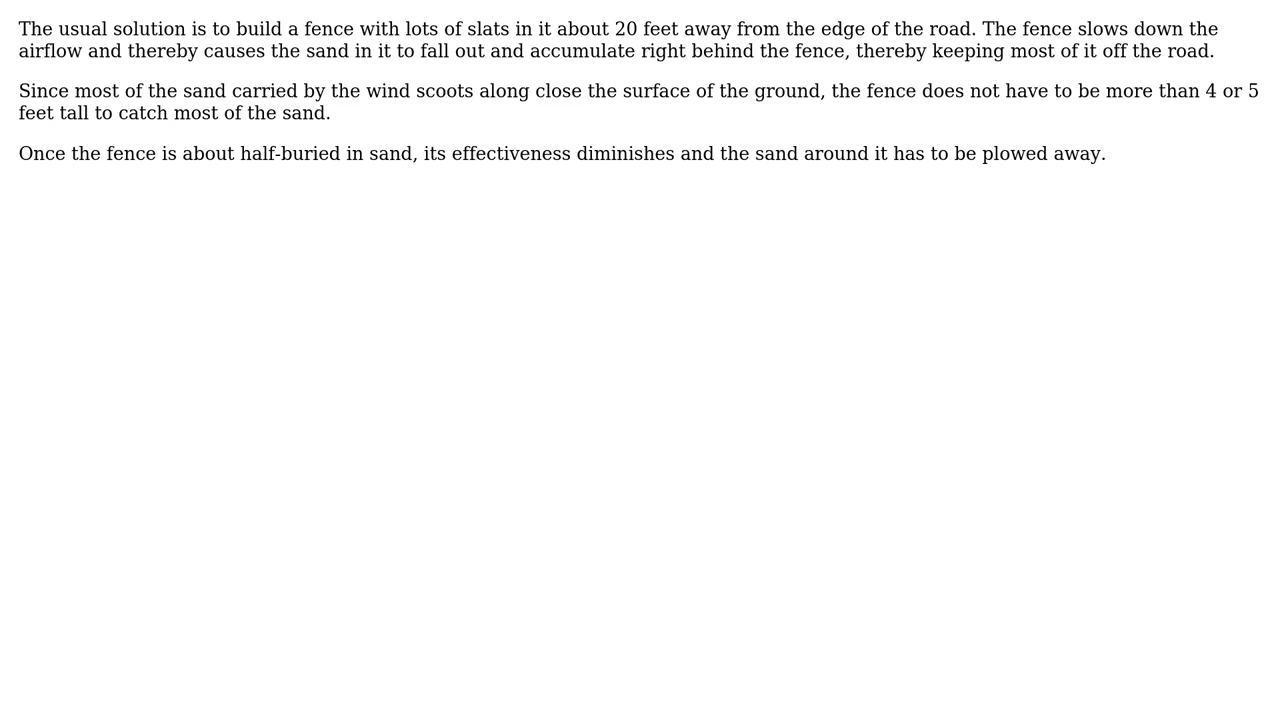 The usual solution is to build a fence with lots of slats in it about 20 feet away from the edge of the road. The fence slows down the
airflow and thereby causes the sand in it to fall out and accumulate right behind the fence, thereby keeping most of it off the road.
Since most of the sand carried by the wind scoots along close the surface of the ground, the fence does not have to be more than 4 or 5
feet tall to catch most of the sand.
Once the fence is about half-buried in sand, its effectiveness diminishes and the sand around it has to be plowed away.